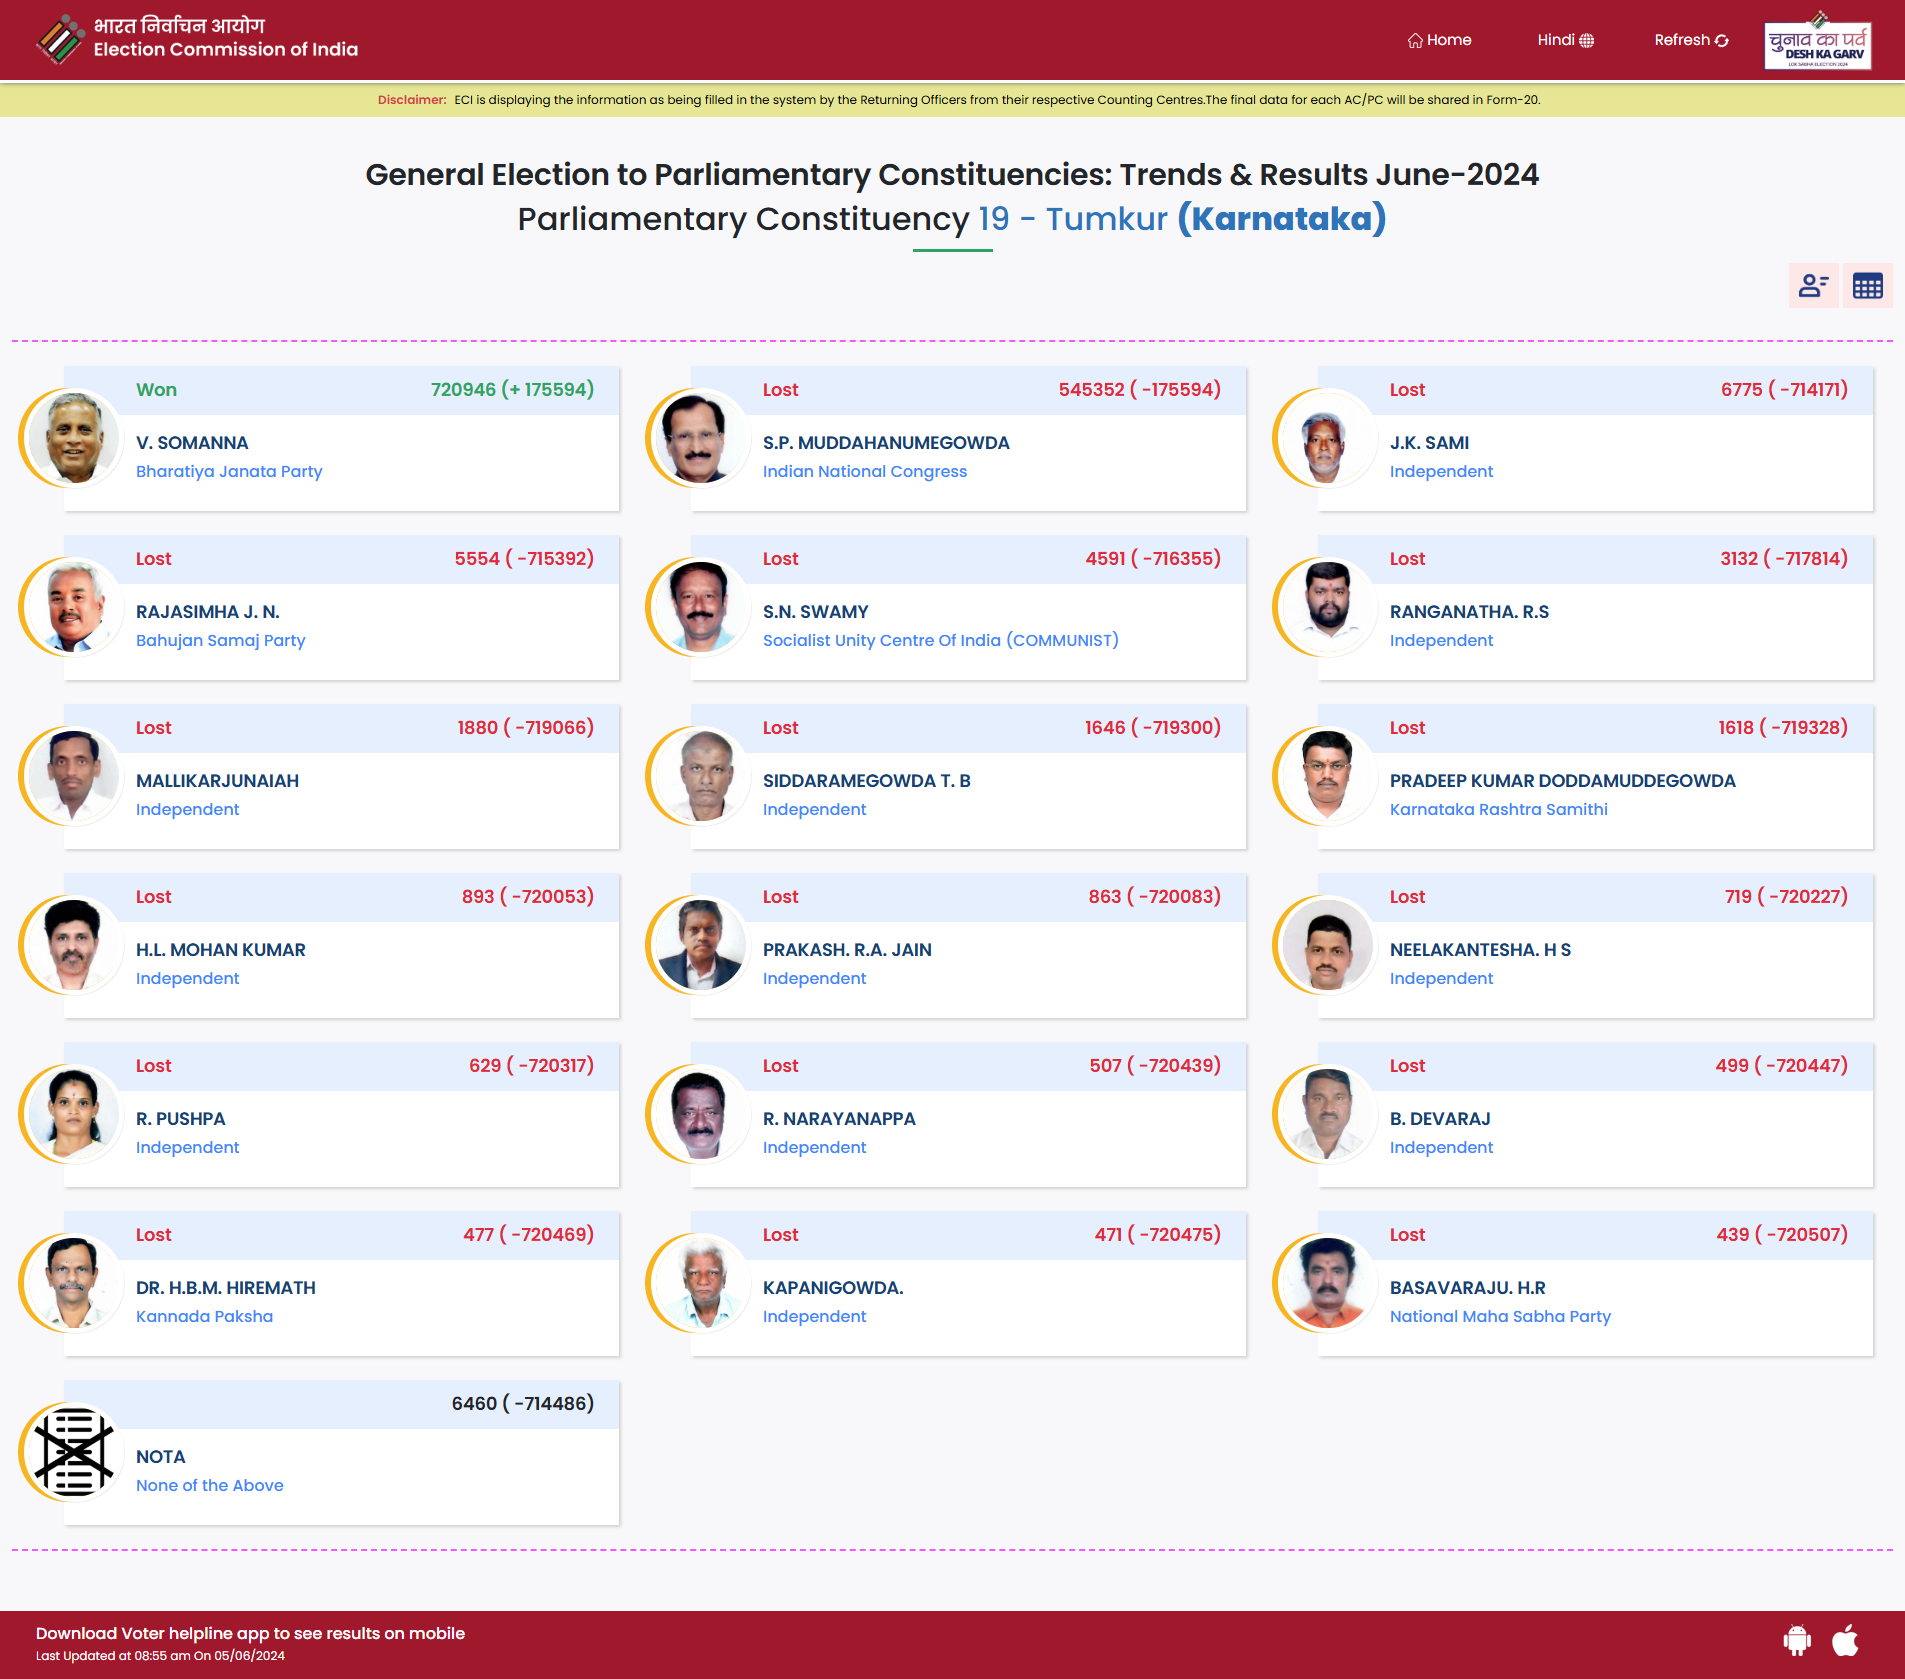 भारत निर्वाचन आयोग
Election Commission of India
Home
Hindi
Refresh
चुनाव का पर्व
DESH KA GARV
LOK SABHA ELECTION 2024
Disclaimer: ECI is displaying the information as being filled in the system by the Returning Officers from their respective Counting Centres.The final data for each AC/PC will be shared in Form-20.
General Election to Parliamentary Constituencies: Trends & Results June-2024
Parliamentary Constituency 19 - Tumkur (Karnataka)
Won 720946 (+ 175594)
V. SOMANNA
Bharatiya Janata Party
Lost 545352 ( -175594)
S.P. MUDDAHANUMEGOWDA
Indian National Congress
Lost 6775 ( -714171)
J.K. SAMI
Independent
Lost 5554 ( -715392)
RAJASIMHA J. N.
Bahujan Samaj Party
Lost 4591 ( -716355)
S.N. SWAMY
Socialist Unity Centre Of India (COMMUNIST)
Lost 3132 ( -717814)
RANGANATHA. R.S
Independent
Lost 1880 ( -719066)
MALLIKARJUNAIAH
Independent
Lost 1646 ( -719300)
SIDDARAMEGOWDA T. B
Independent
Lost 1618 ( -719328)
PRADEEP KUMAR DODDAMUDDEGOWDA
Karnataka Rashtra Samithi
Lost 893 ( -720053)
H.L. MOHAN KUMAR
Independent
Lost 863 ( -720083)
PRAKASH. R.A. JAIN
Independent
Lost 719 ( -720227)
NEELAKANTESHA. H S
Independent
Lost 629 ( -720317)
R. PUSHPA
Independent
Lost 507 ( -720439)
R. NARAYANAPPA
Independent
Lost 499 ( -720447)
B. DEVARAJ
Independent
Lost 477 ( -720469)
DR. H.B.M. HIREMATH
Kannada Paksha
Lost 471 ( -720475)
KAPANIGOWDA.
Independent
Lost 439 ( -720507)
BASAVARAJU. H.R
National Maha Sabha Party
6460 ( -714486)
NOTA
None of the Above
Download Voter helpline app to see results on mobile
Last Updated at 08:55 am On 05/06/2024